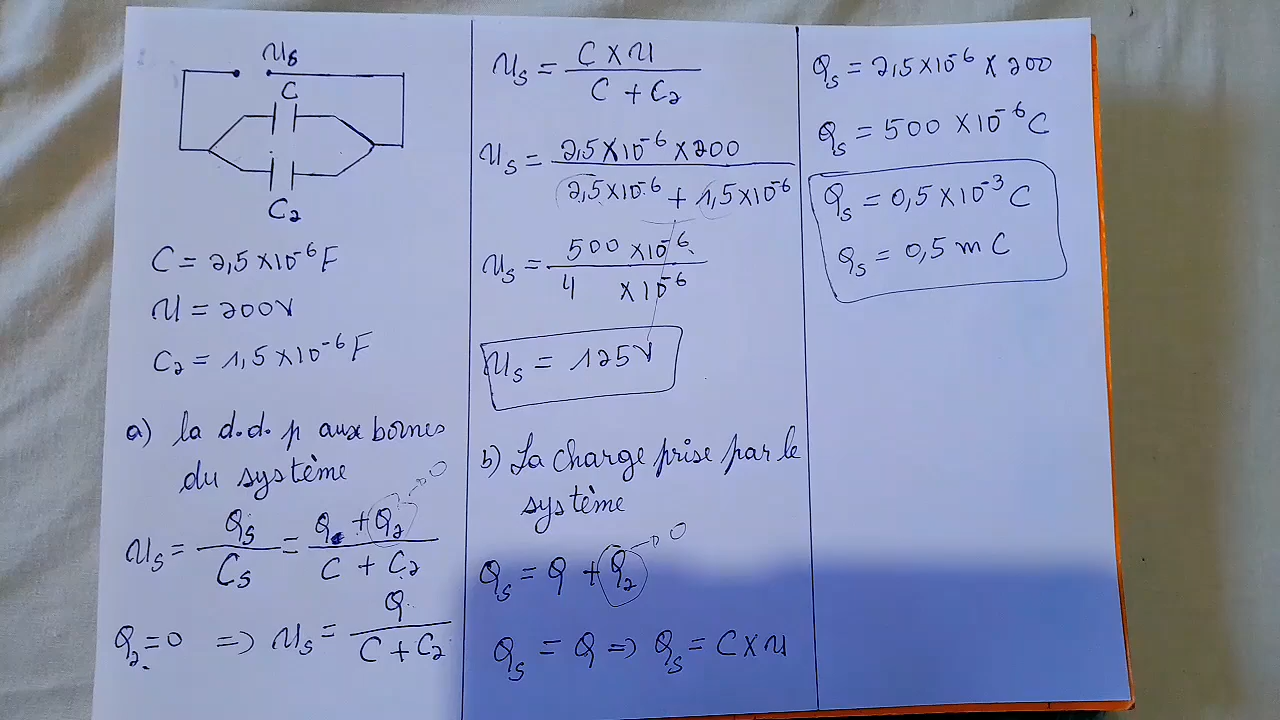 us
C
C2
C = 2,5 x 10^-6 F
u = 200 v
C2 = 1,5 x 10^-6 F
a) la d.d.p aux bornes
du système
us = Qs / Cs = Q + Q2 / C + C2
→ 0
Q2 = 0 => us = Q / C + C2
us = C x u / C + C2
us = 2,5 x 10^-6 x 200 / 2,5 x 10^-6 + 1,5 x 10^-6
us = 500 x 10^-6 / 4 x 10^-6
us = 125 v
b) La charge prise par le
système
Qs = Q + Q2 → 0
Qs = Q => Qs = C x u
Qs = 2,5 x 10^-6 x 200
Qs = 500 x 10^-6 C
Qs = 0,5 x 10^-3 C
Qs = 0,5 m C